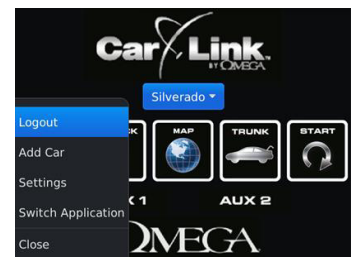 Car Link
BY OMEGA
Silverado
Logout
Add Car
Settings
Switch Application
Close
CK
MAP
TRUNK
START
X 1
AUX 2
OMEGA